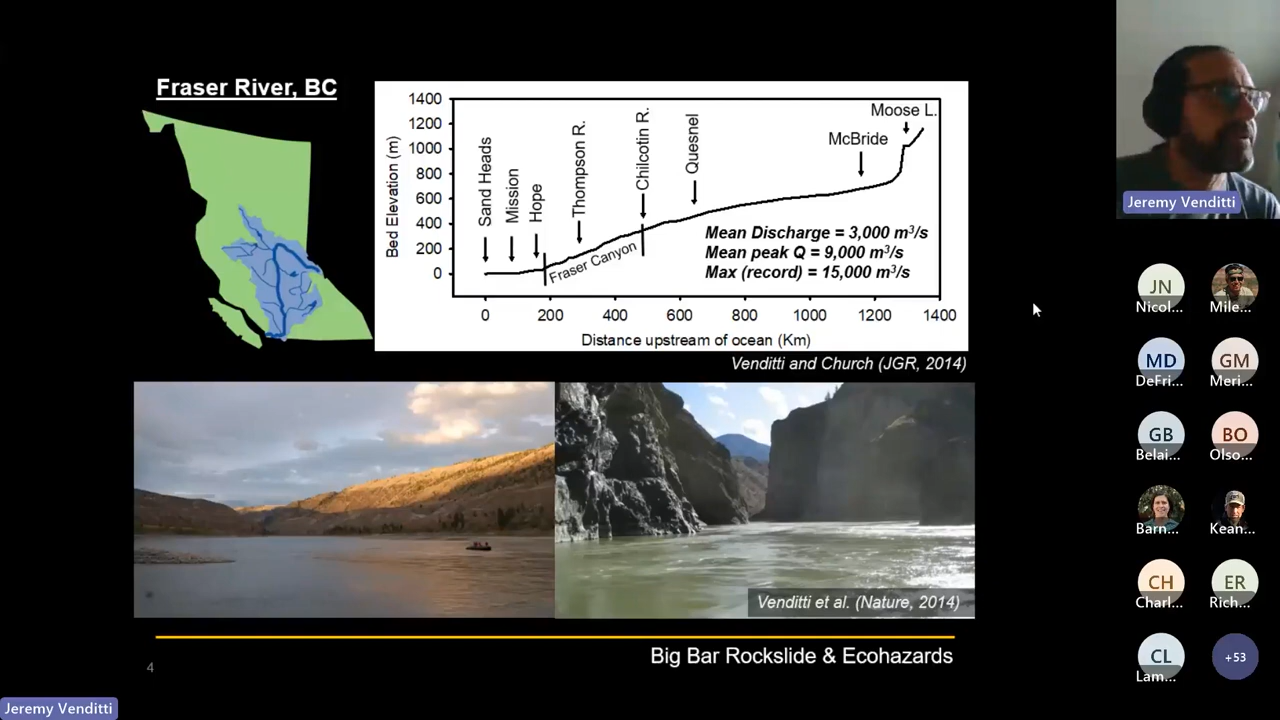 Fraser River, BC
1400
1200
1000
800
600
400
200
0
Bed Elevation (m)
Sand Heads
Mission
Hope
Thompson R.
Chilcotin R.
Quesnel
McBride
Moose L.
Fraser Canyon
Mean Discharge = 3,000 m³/s
Mean peak Q = 9,000 m³/s
Max (record) = 15,000 m³/s
0 200 400 600 800 1000 1200 1400
Distance upstream of ocean (Km)
Venditti and Church (JGR, 2014)
Venditti et al. (Nature, 2014)
Big Bar Rockslide & Ecohazards
4
Jeremy Venditti
Jeremy Venditti
JN
Nicol...
Mile...
MD
DeFri...
GM
Meri...
GB
Belai...
BO
Olso...
Barn...
Kean...
CH
Charl...
ER
Rich...
CL
Lam...
+53